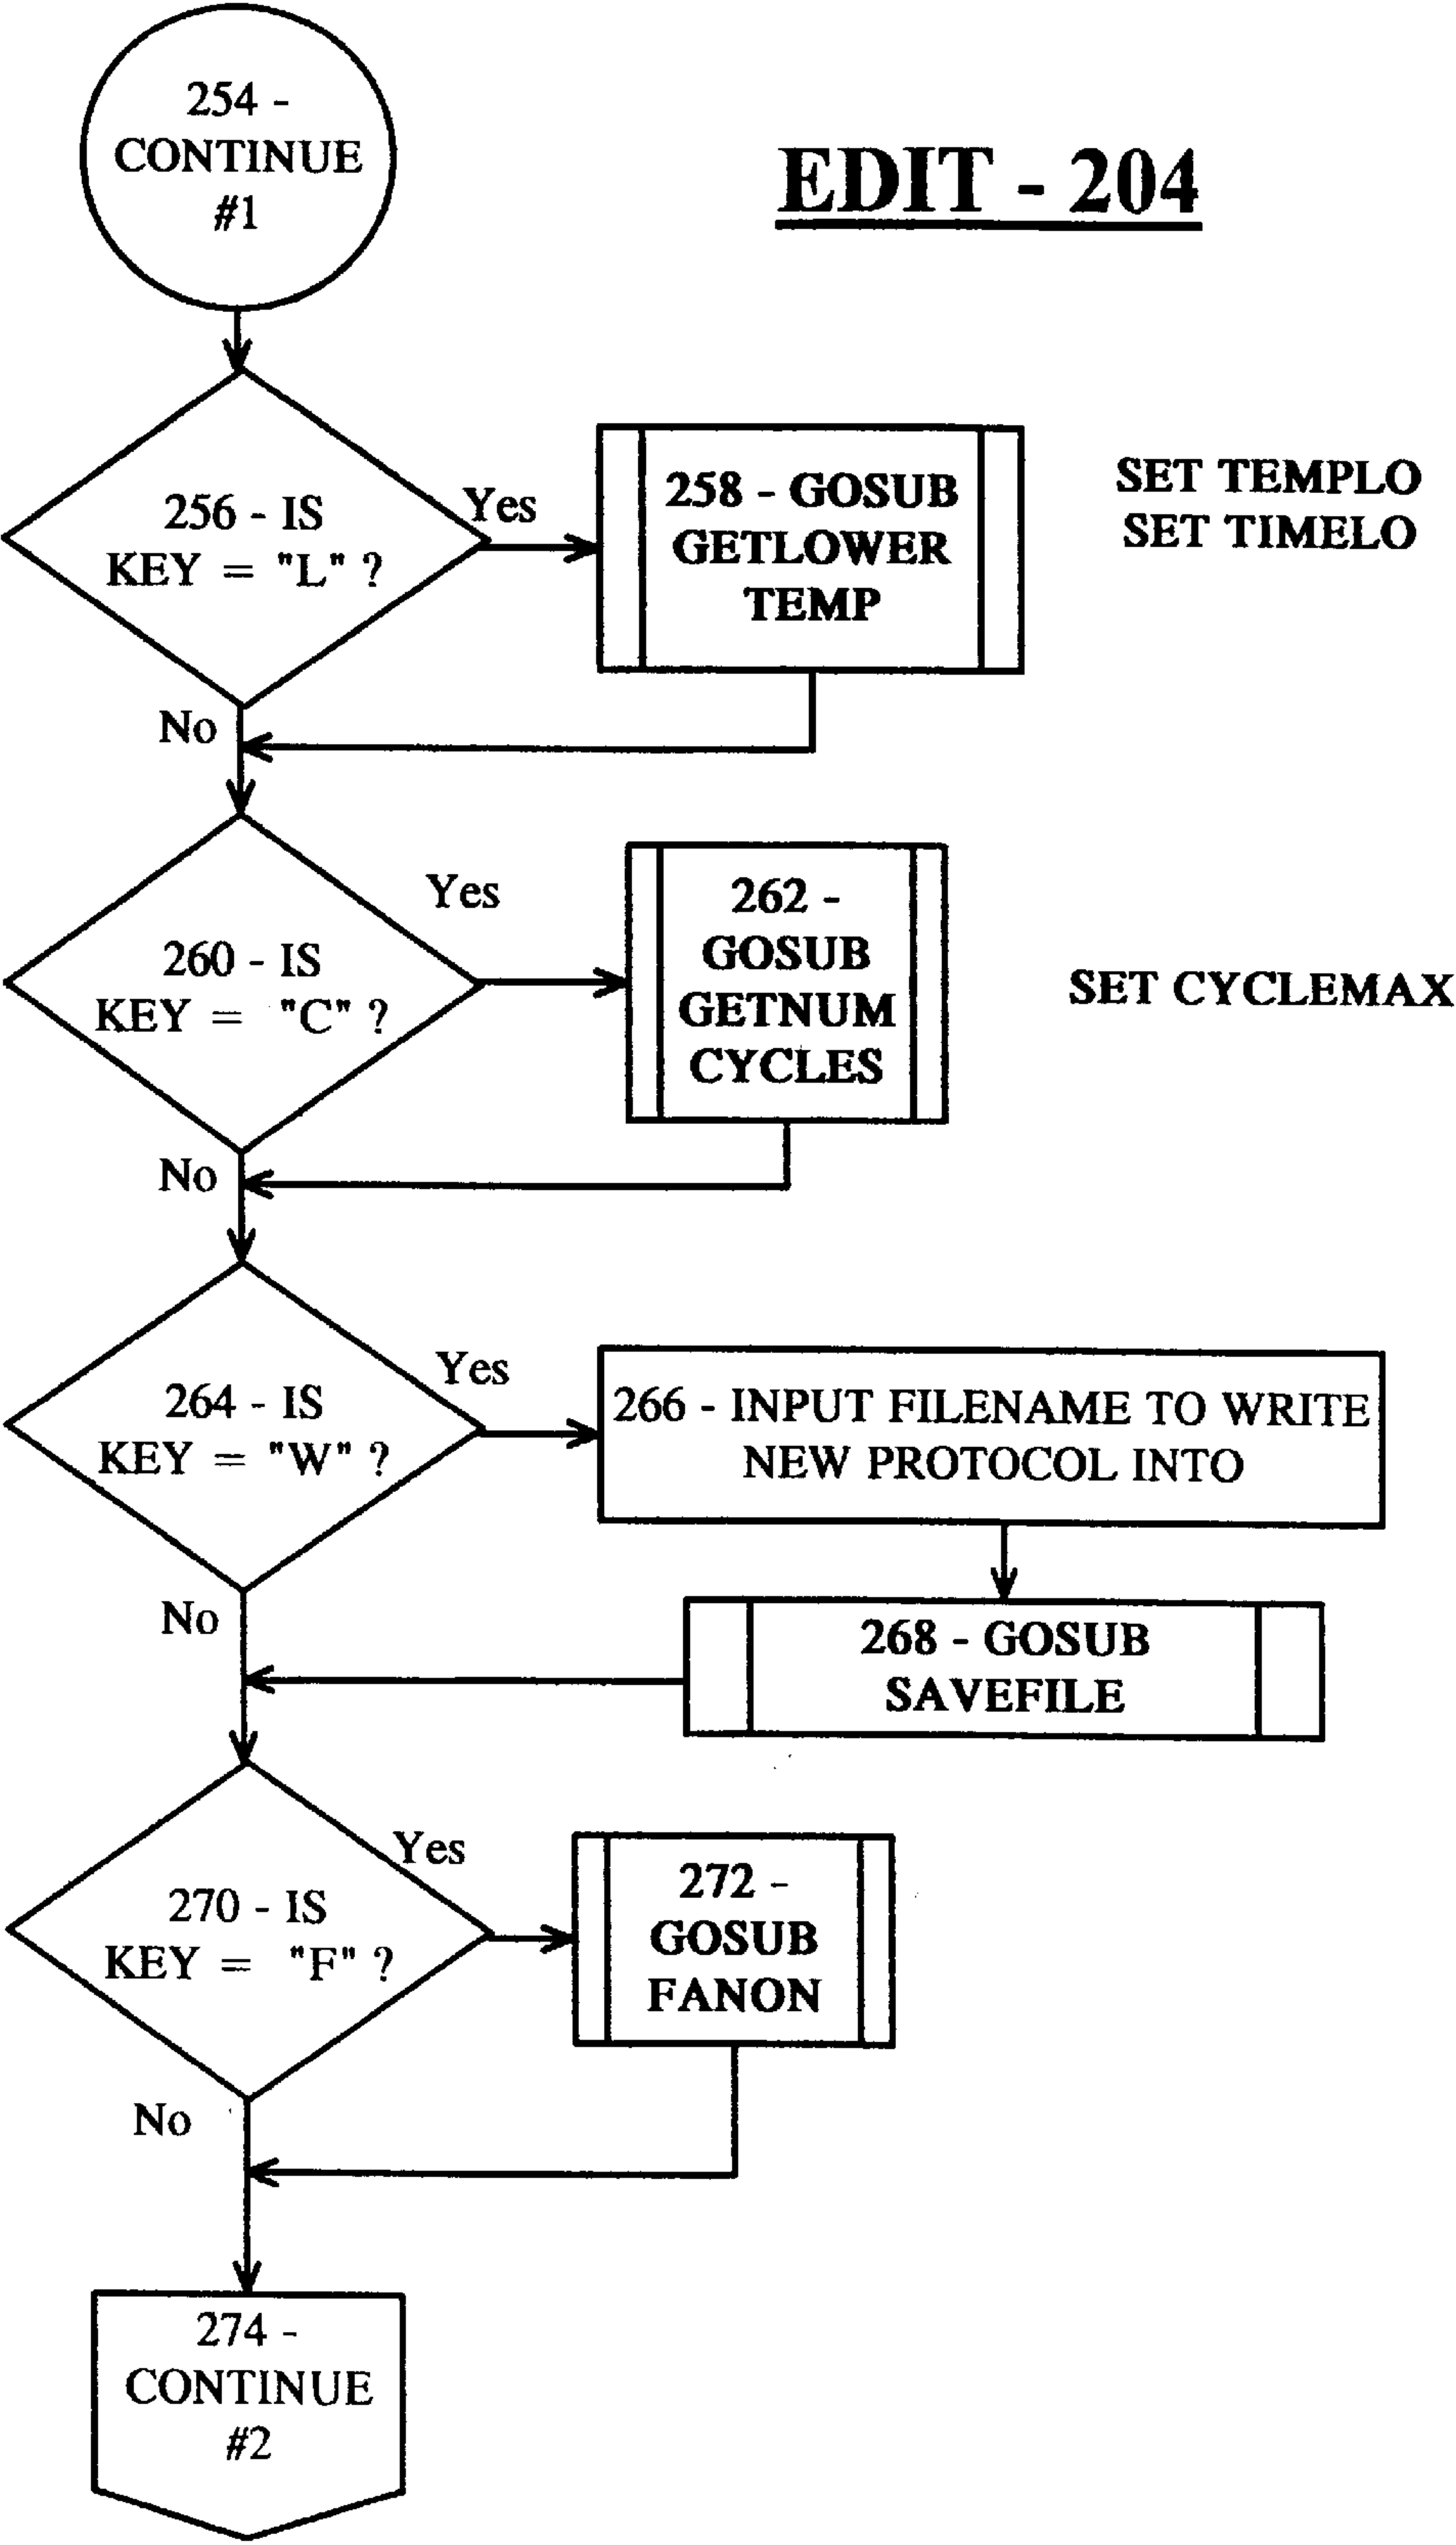 254 -
CONTINUE
#1
EDIT - 204
256 - IS
KEY = "L" ?
Yes
258 - GOSUB
GETLOWER
TEMP
SET TEMPLO
SET TIMELO
No
260 - IS
KEY = "C" ?
Yes
262 -
GOSUB
GETNUM
CYCLES
SET CYCLEMAX
No
264 - IS
KEY = "W" ?
Yes
266 - INPUT FILENAME TO WRITE
NEW PROTOCOL INTO
268 - GOSUB
SAVEFILE
No
270 - IS
KEY = "F" ?
Yes
272 -
GOSUB
FANON
No
274 -
CONTINUE
#2